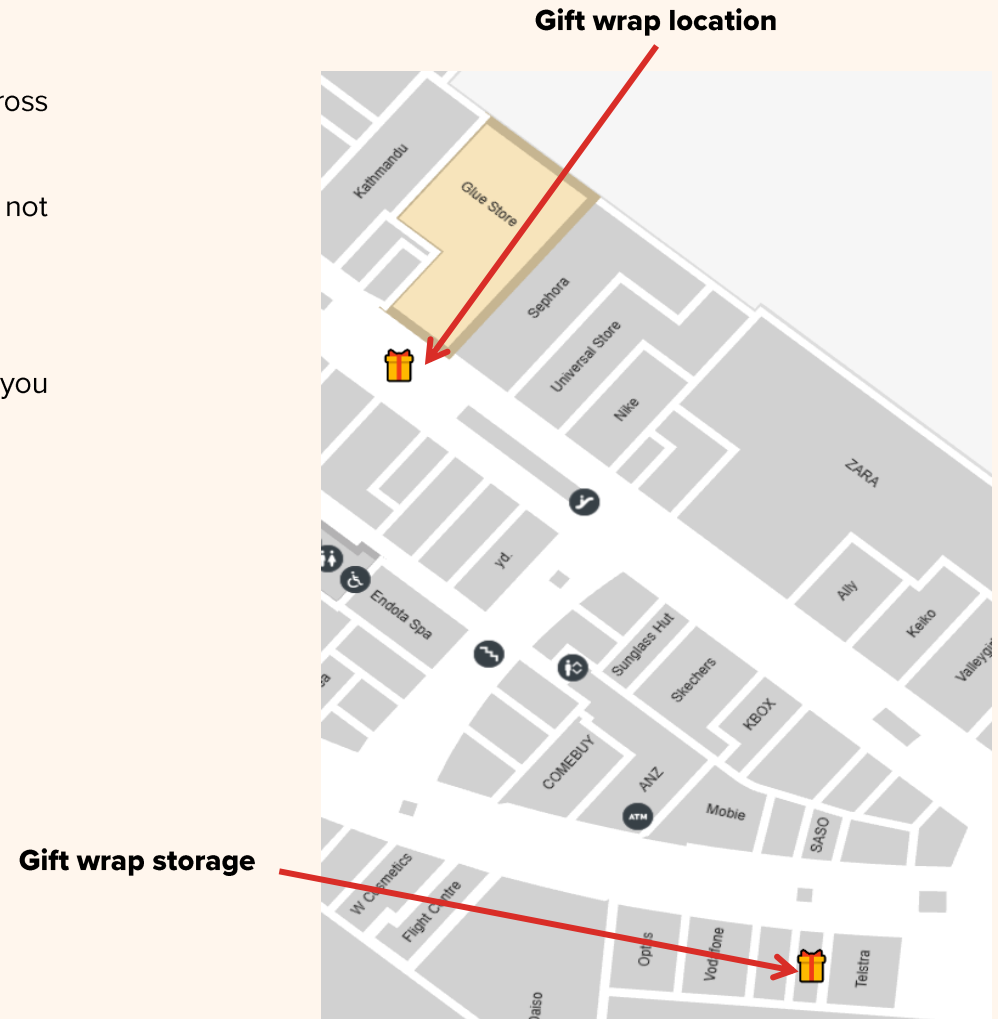 Gift wrap location
ross
not
you
Kathmandu
Glue Store
Sephora
Universal Store
Nike
ZARA
yd.
Endota Spa
Ally
Keiko
Sunglass Hut
Skechers
KBOX
COMEBUY
ANZ
ATM
Mobie
SASO
Gift wrap storage
W Cosmetics
Flight Centre
Optus
Vodafone
Telstra